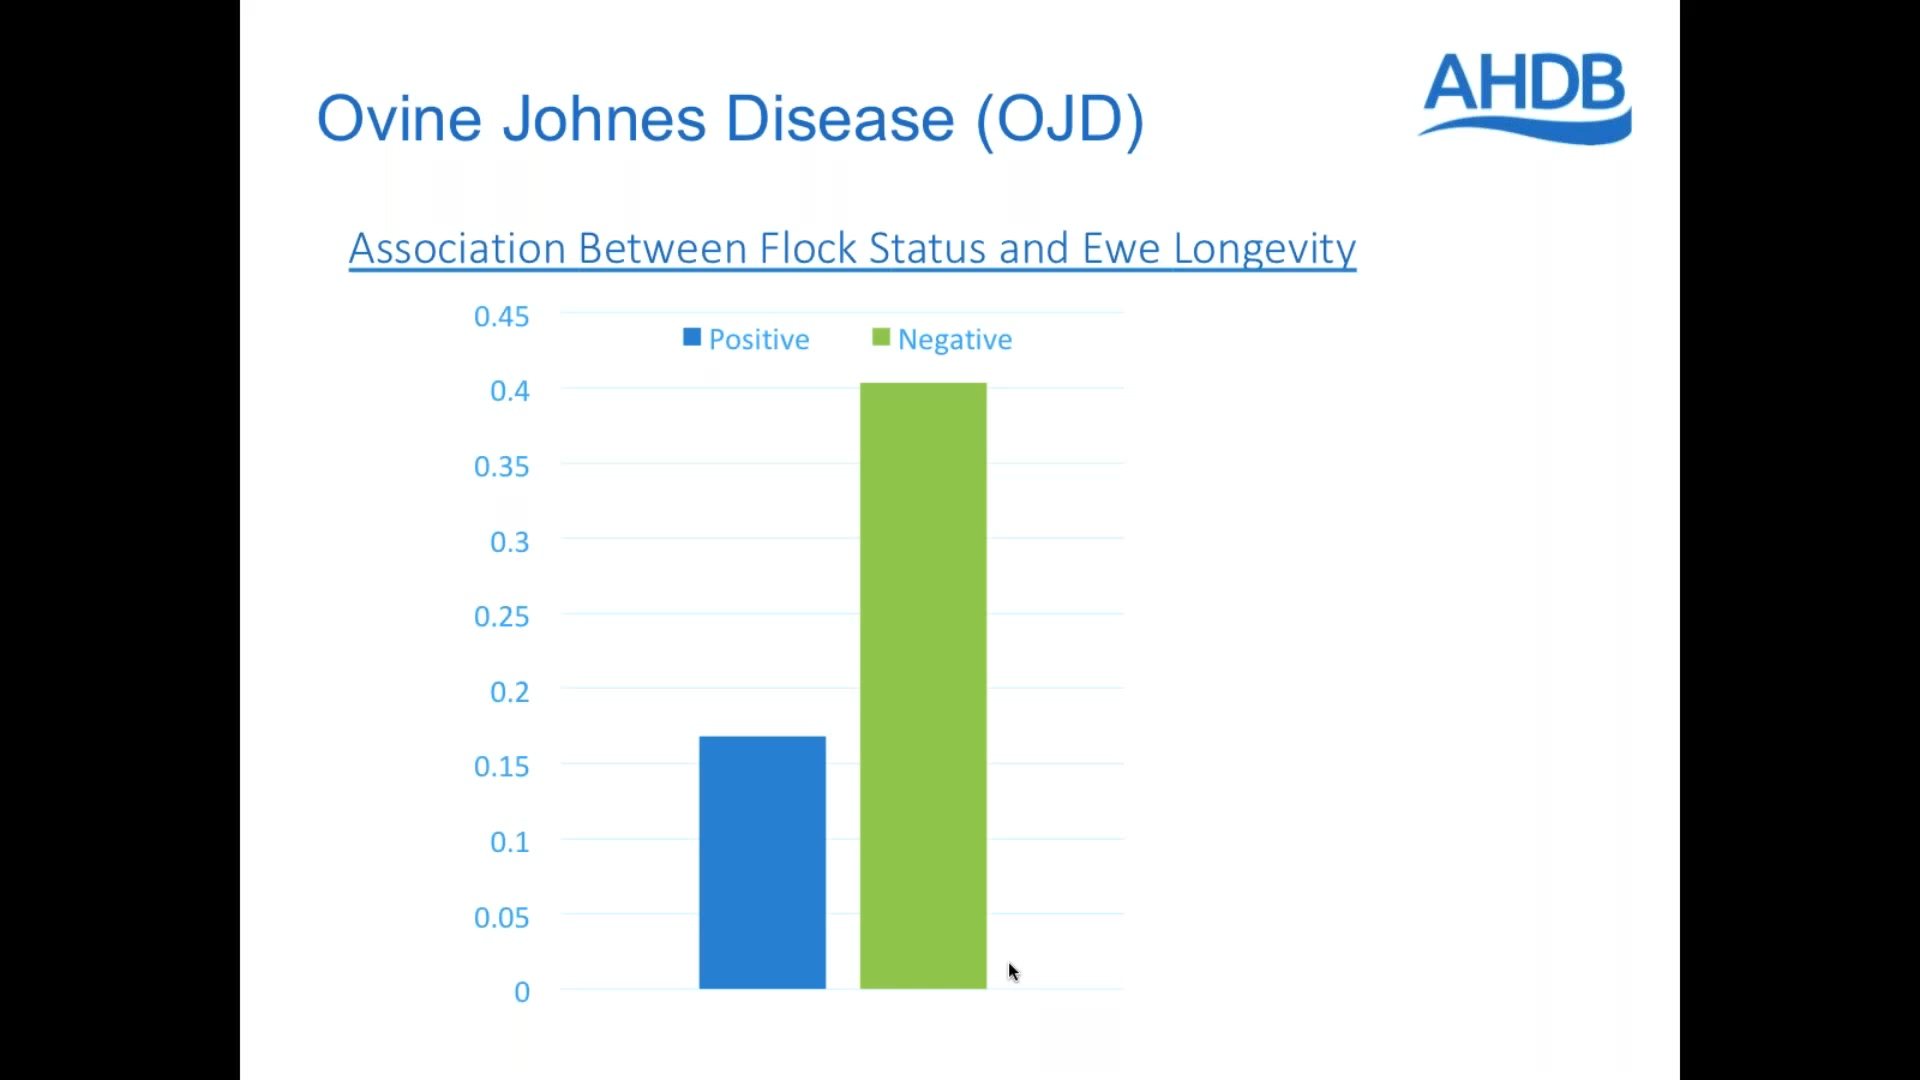 AHDB
Ovine Johnes Disease (OJD)
Association Between Flock Status and Ewe Longevity
Positive
Negative
0.45
0.4
0.35
0.3
0.25
0.2
0.15
0.1
0.05
0